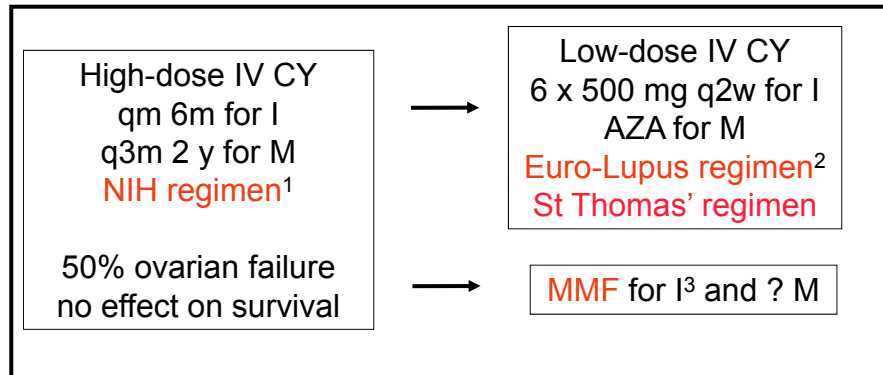 High-dose IV CY
qm 6m for I
q3m 2 y for M
NIH regimen¹
50% ovarian failure
no effect on survival
Low-dose IV CY
6 x 500 mg q2w for I
AZA for M
Euro-Lupus regimen²
St Thomas’ regimen
MMF for I³ and ? M